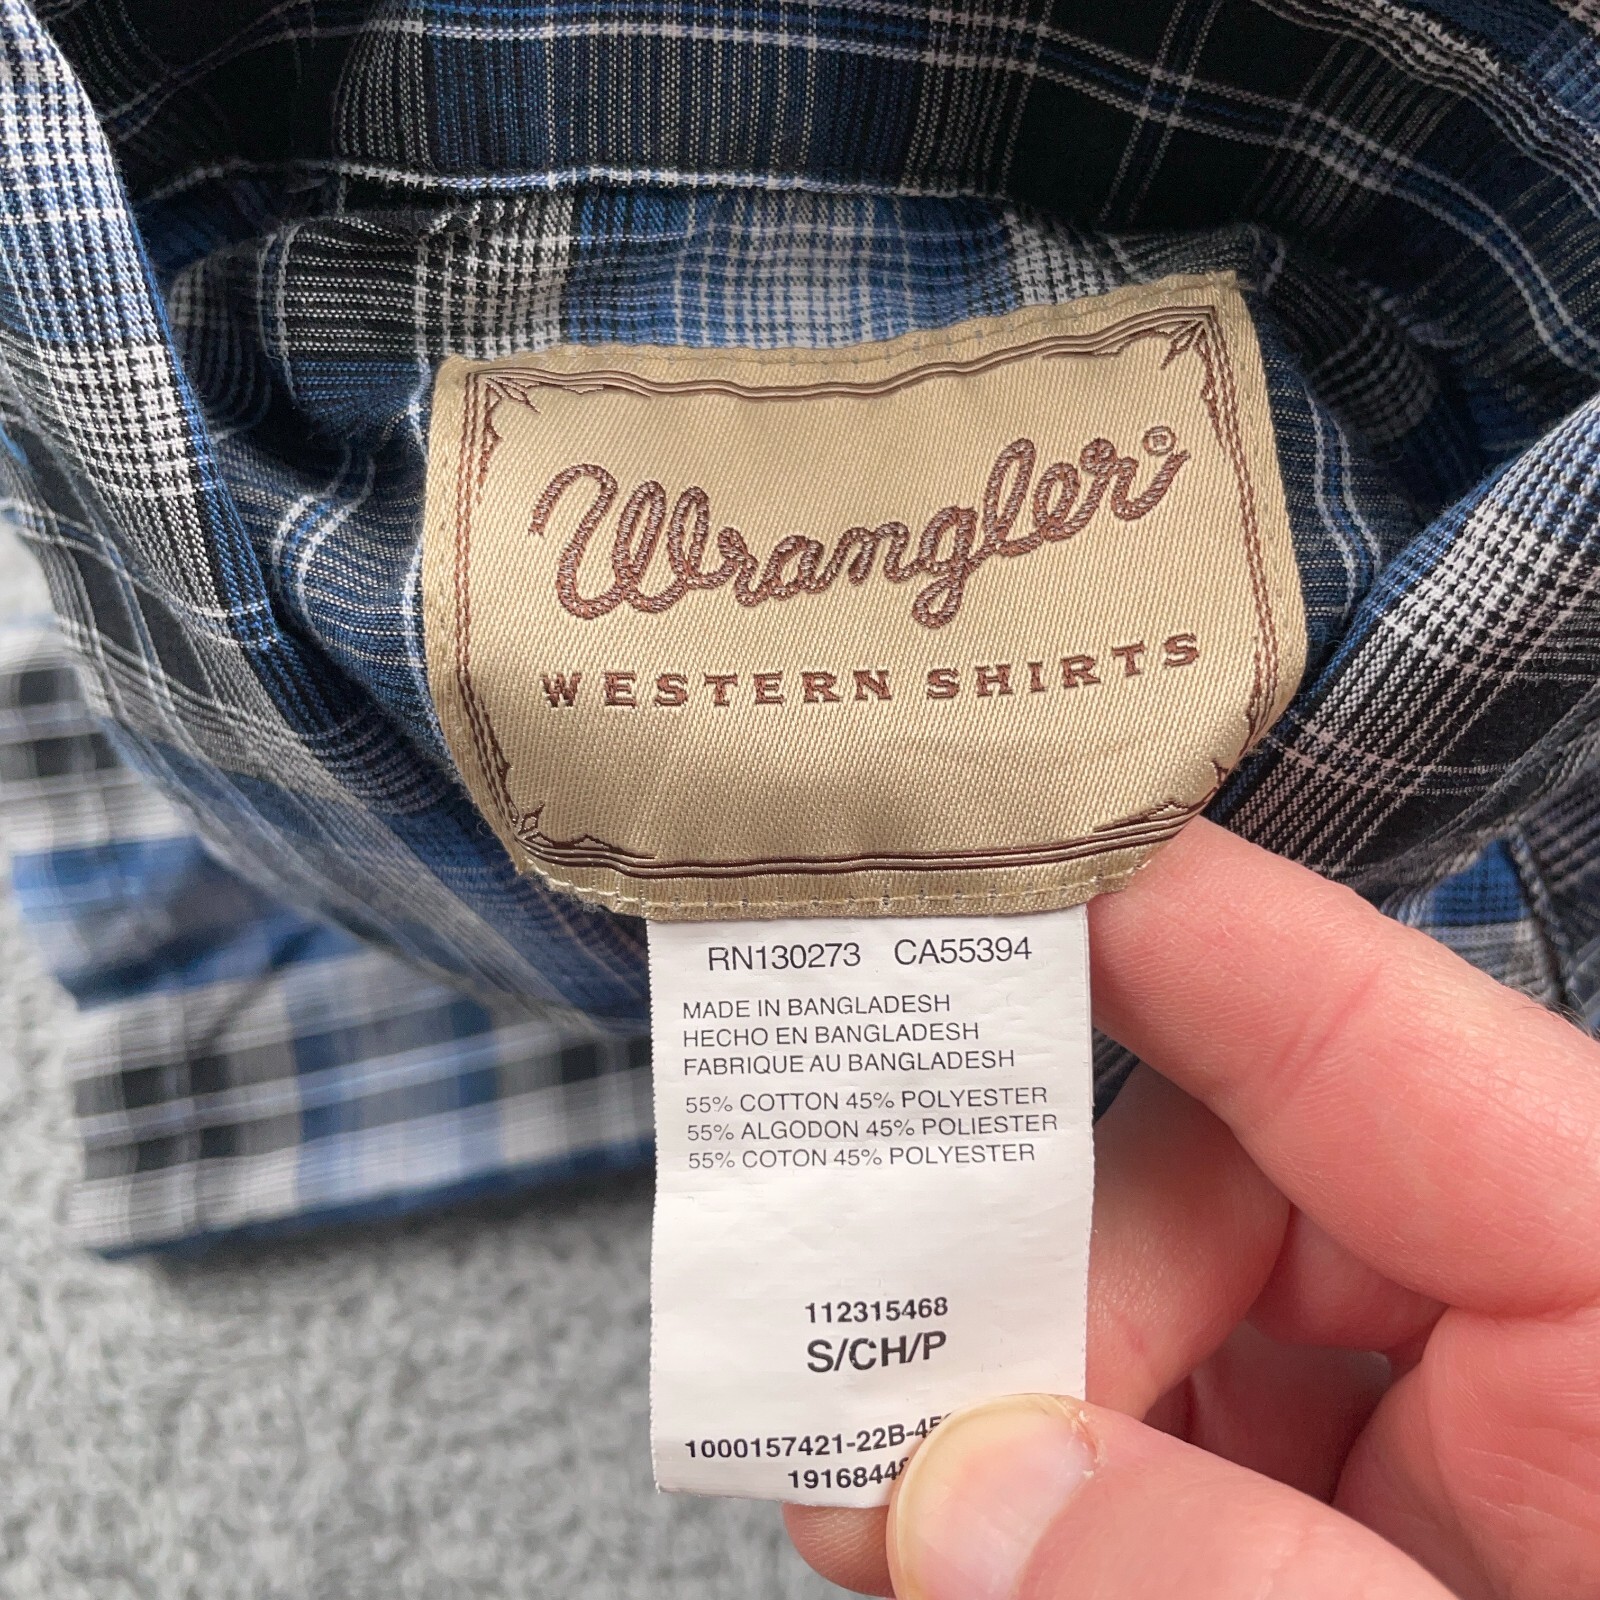 Wrangler®
WESTERN SHIRTS
RN130273 CA55394
MADE IN BANGLADESH
HECHO EN BANGLADESH
FABRIQUE AU BANGLADESH
55% COTTON 45% POLYESTER
55% ALGODON 45% POLIESTER
55% COTON 45% POLYESTER
112315468
S/CH/P